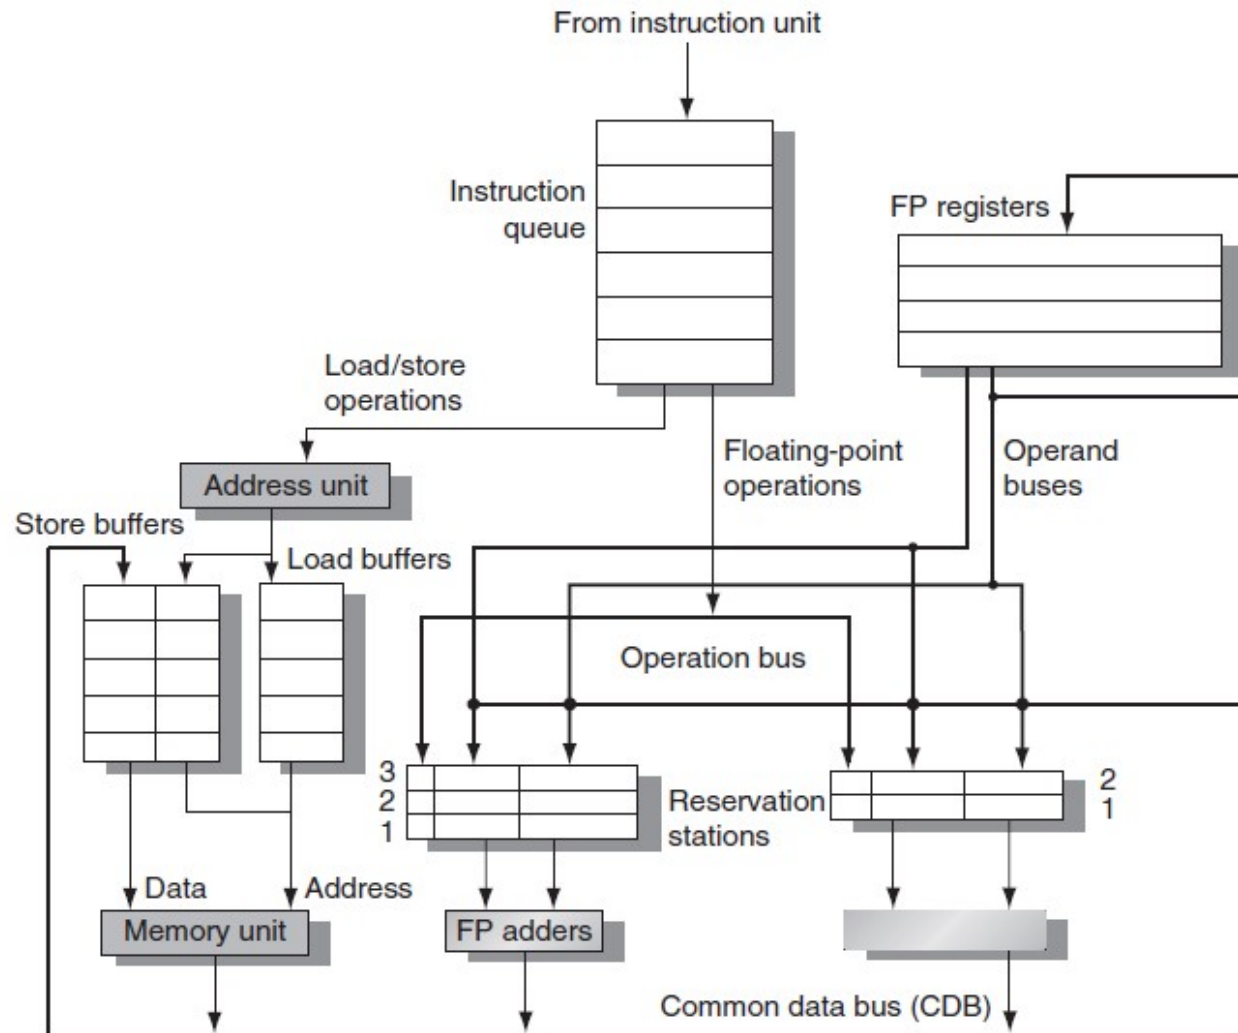 From instruction unit
Instruction
queue
FP registers
Load/store
operations
Floating-point
operations
Operand
buses
Address unit
Store buffers
Load buffers
Operation bus
3
2
1
Reservation
stations
2
1
Data
Address
Memory unit
FP adders
Common data bus (CDB)